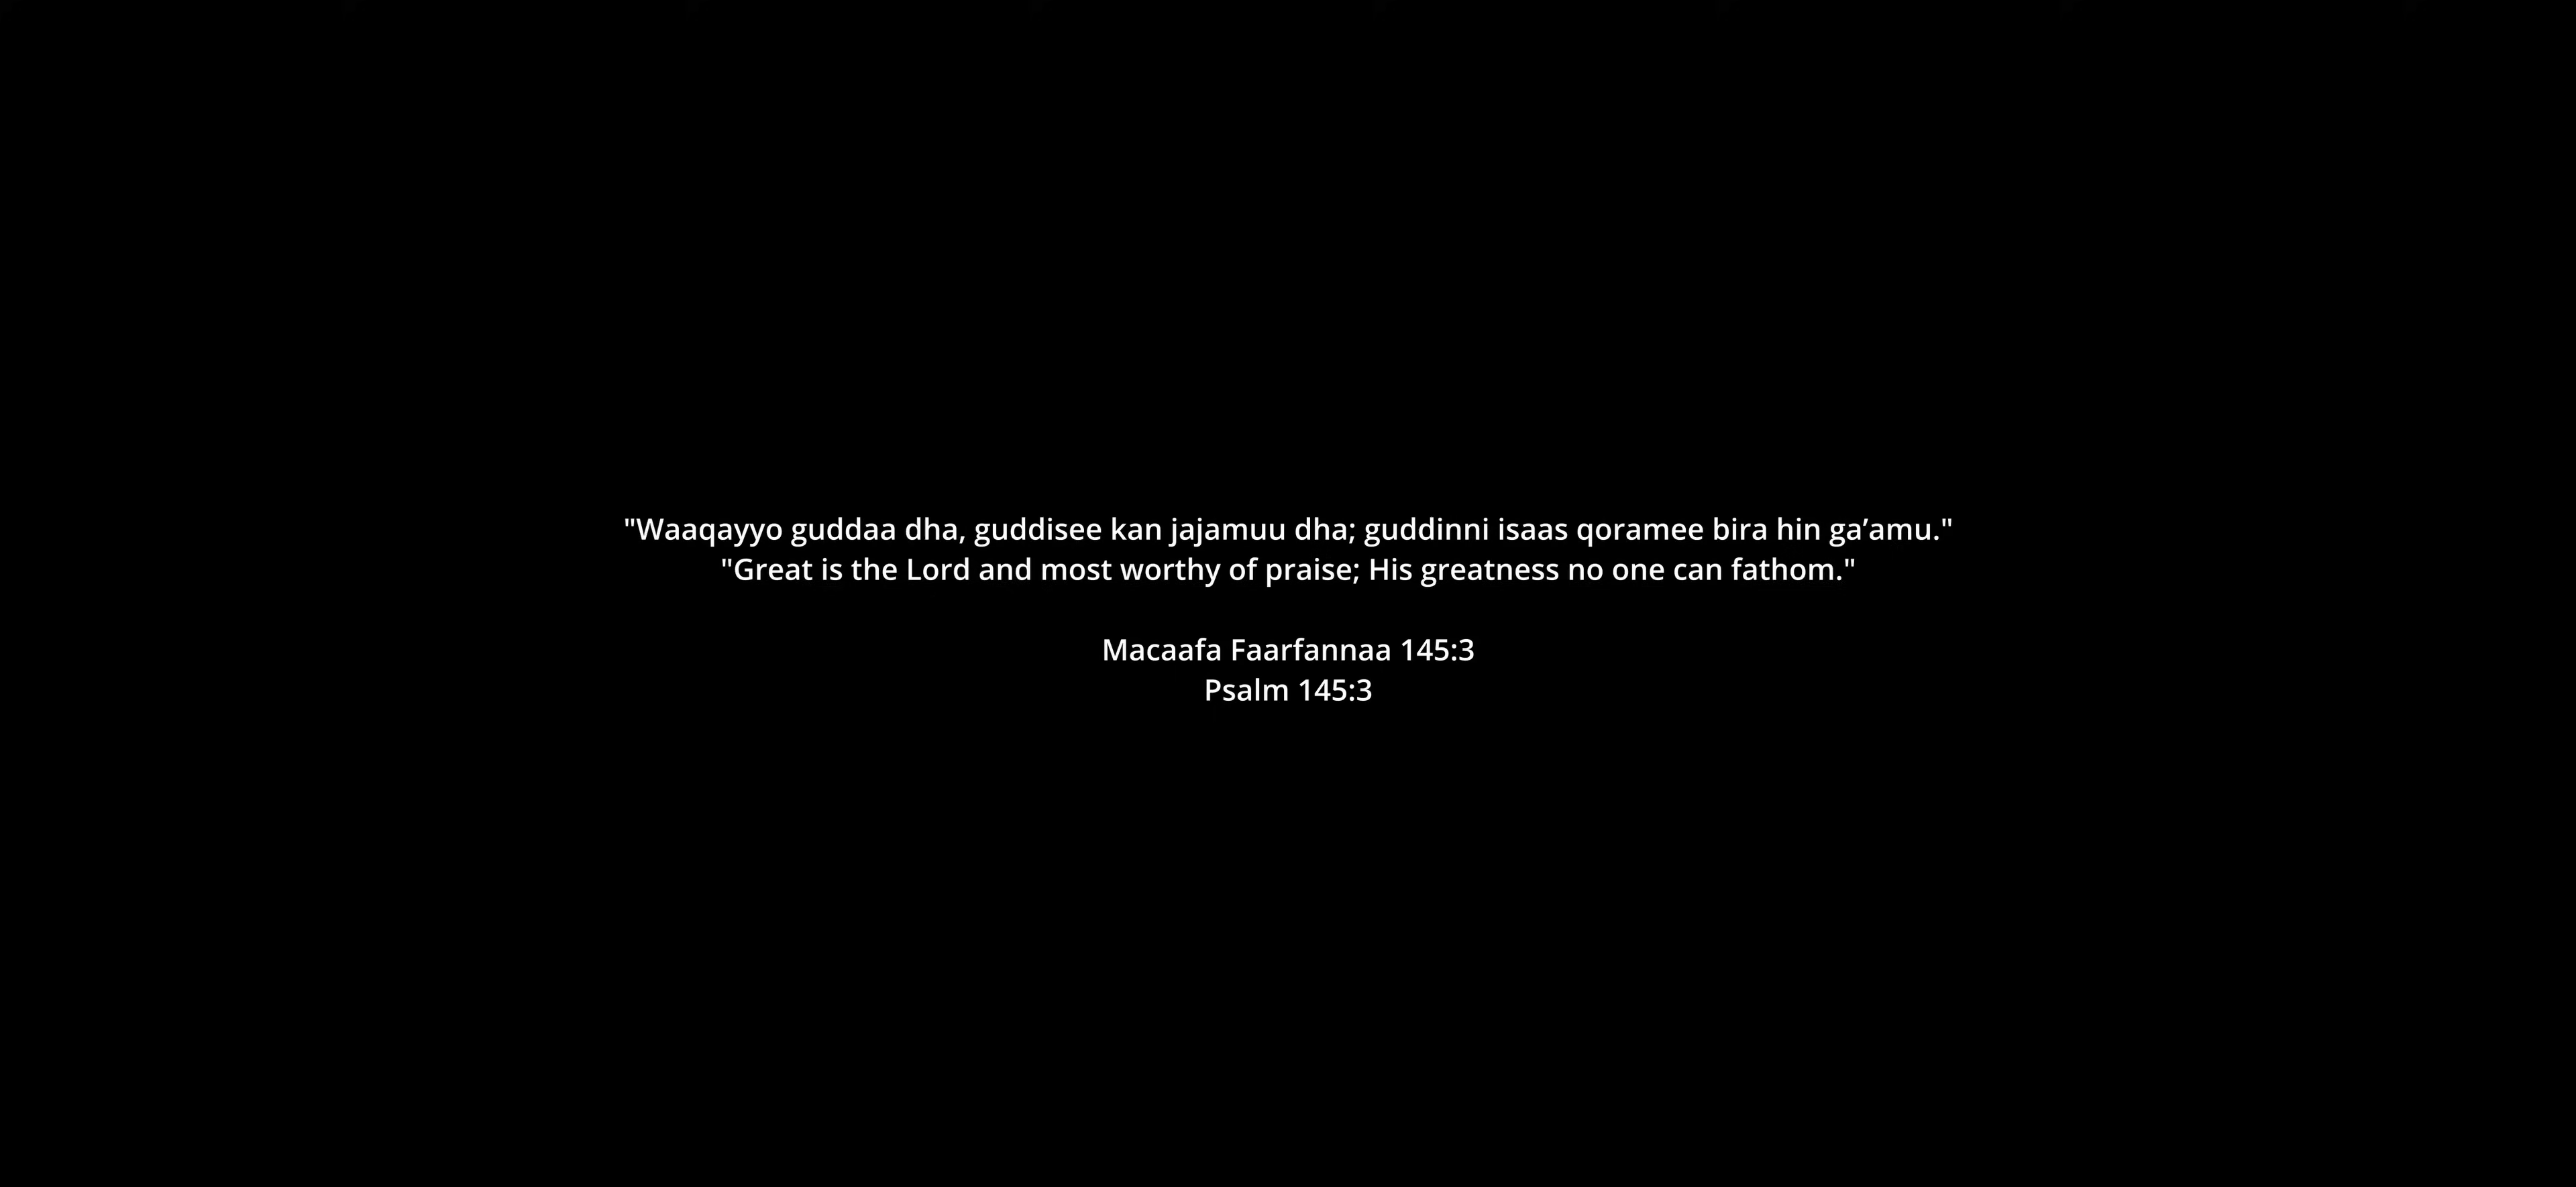 "Waaqayyo guddaa dha, guddisee kan jajamuu dha; guddinni isaas qoramee bira hin ga’amu."
"Great is the Lord and most worthy of praise; His greatness no one can fathom."
Macaafa Faarfannaa 145:3
Psalm 145:3